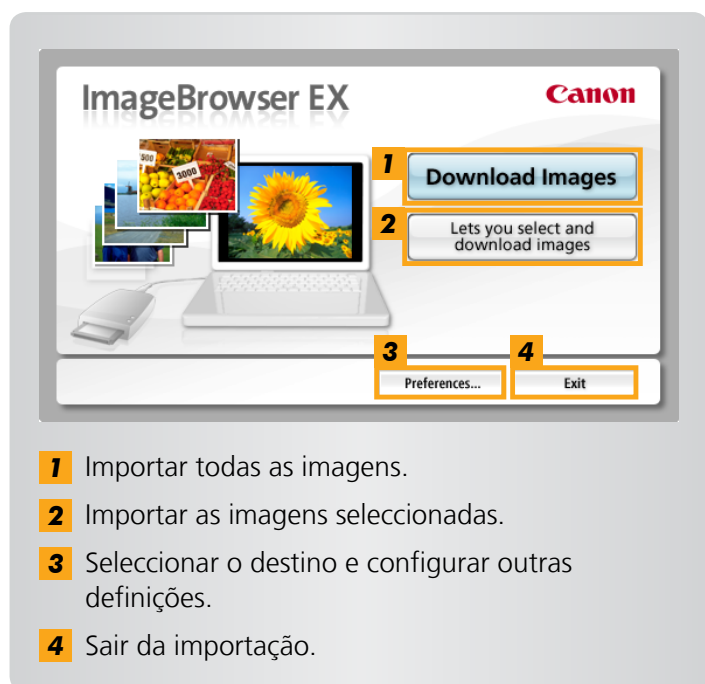 ImageBrowser EX
Canon
500
3000
1
Download Images
2
Lets you select and
download images
3
4
Preferences...
Exit
1 Importar todas as imagens.
2 Importar as imagens seleccionadas.
3 Seleccionar o destino e configurar outras
definições.
4 Sair da importação.